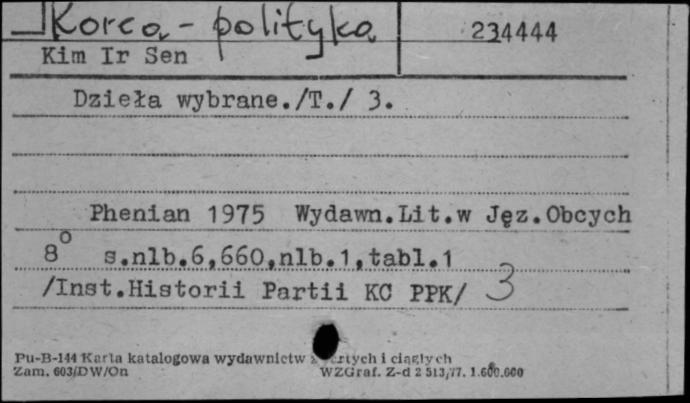 Korea - polityka 234444
Kim Ir Sen
Dzieła wybrane./T./ 3.
Phenian 1975 Wydawn.Lit.w Jęz.Obcych
8° s.nlb.6,660,nlb.1,tabl.1
/Inst.Historii Partii KC PPK/ 3
Pu-B-144 Karta katalogowa wydawnictw i ciągłych
Zam. 603/DW/On WZGraf. Z-d 2 513/77. 1.600.000